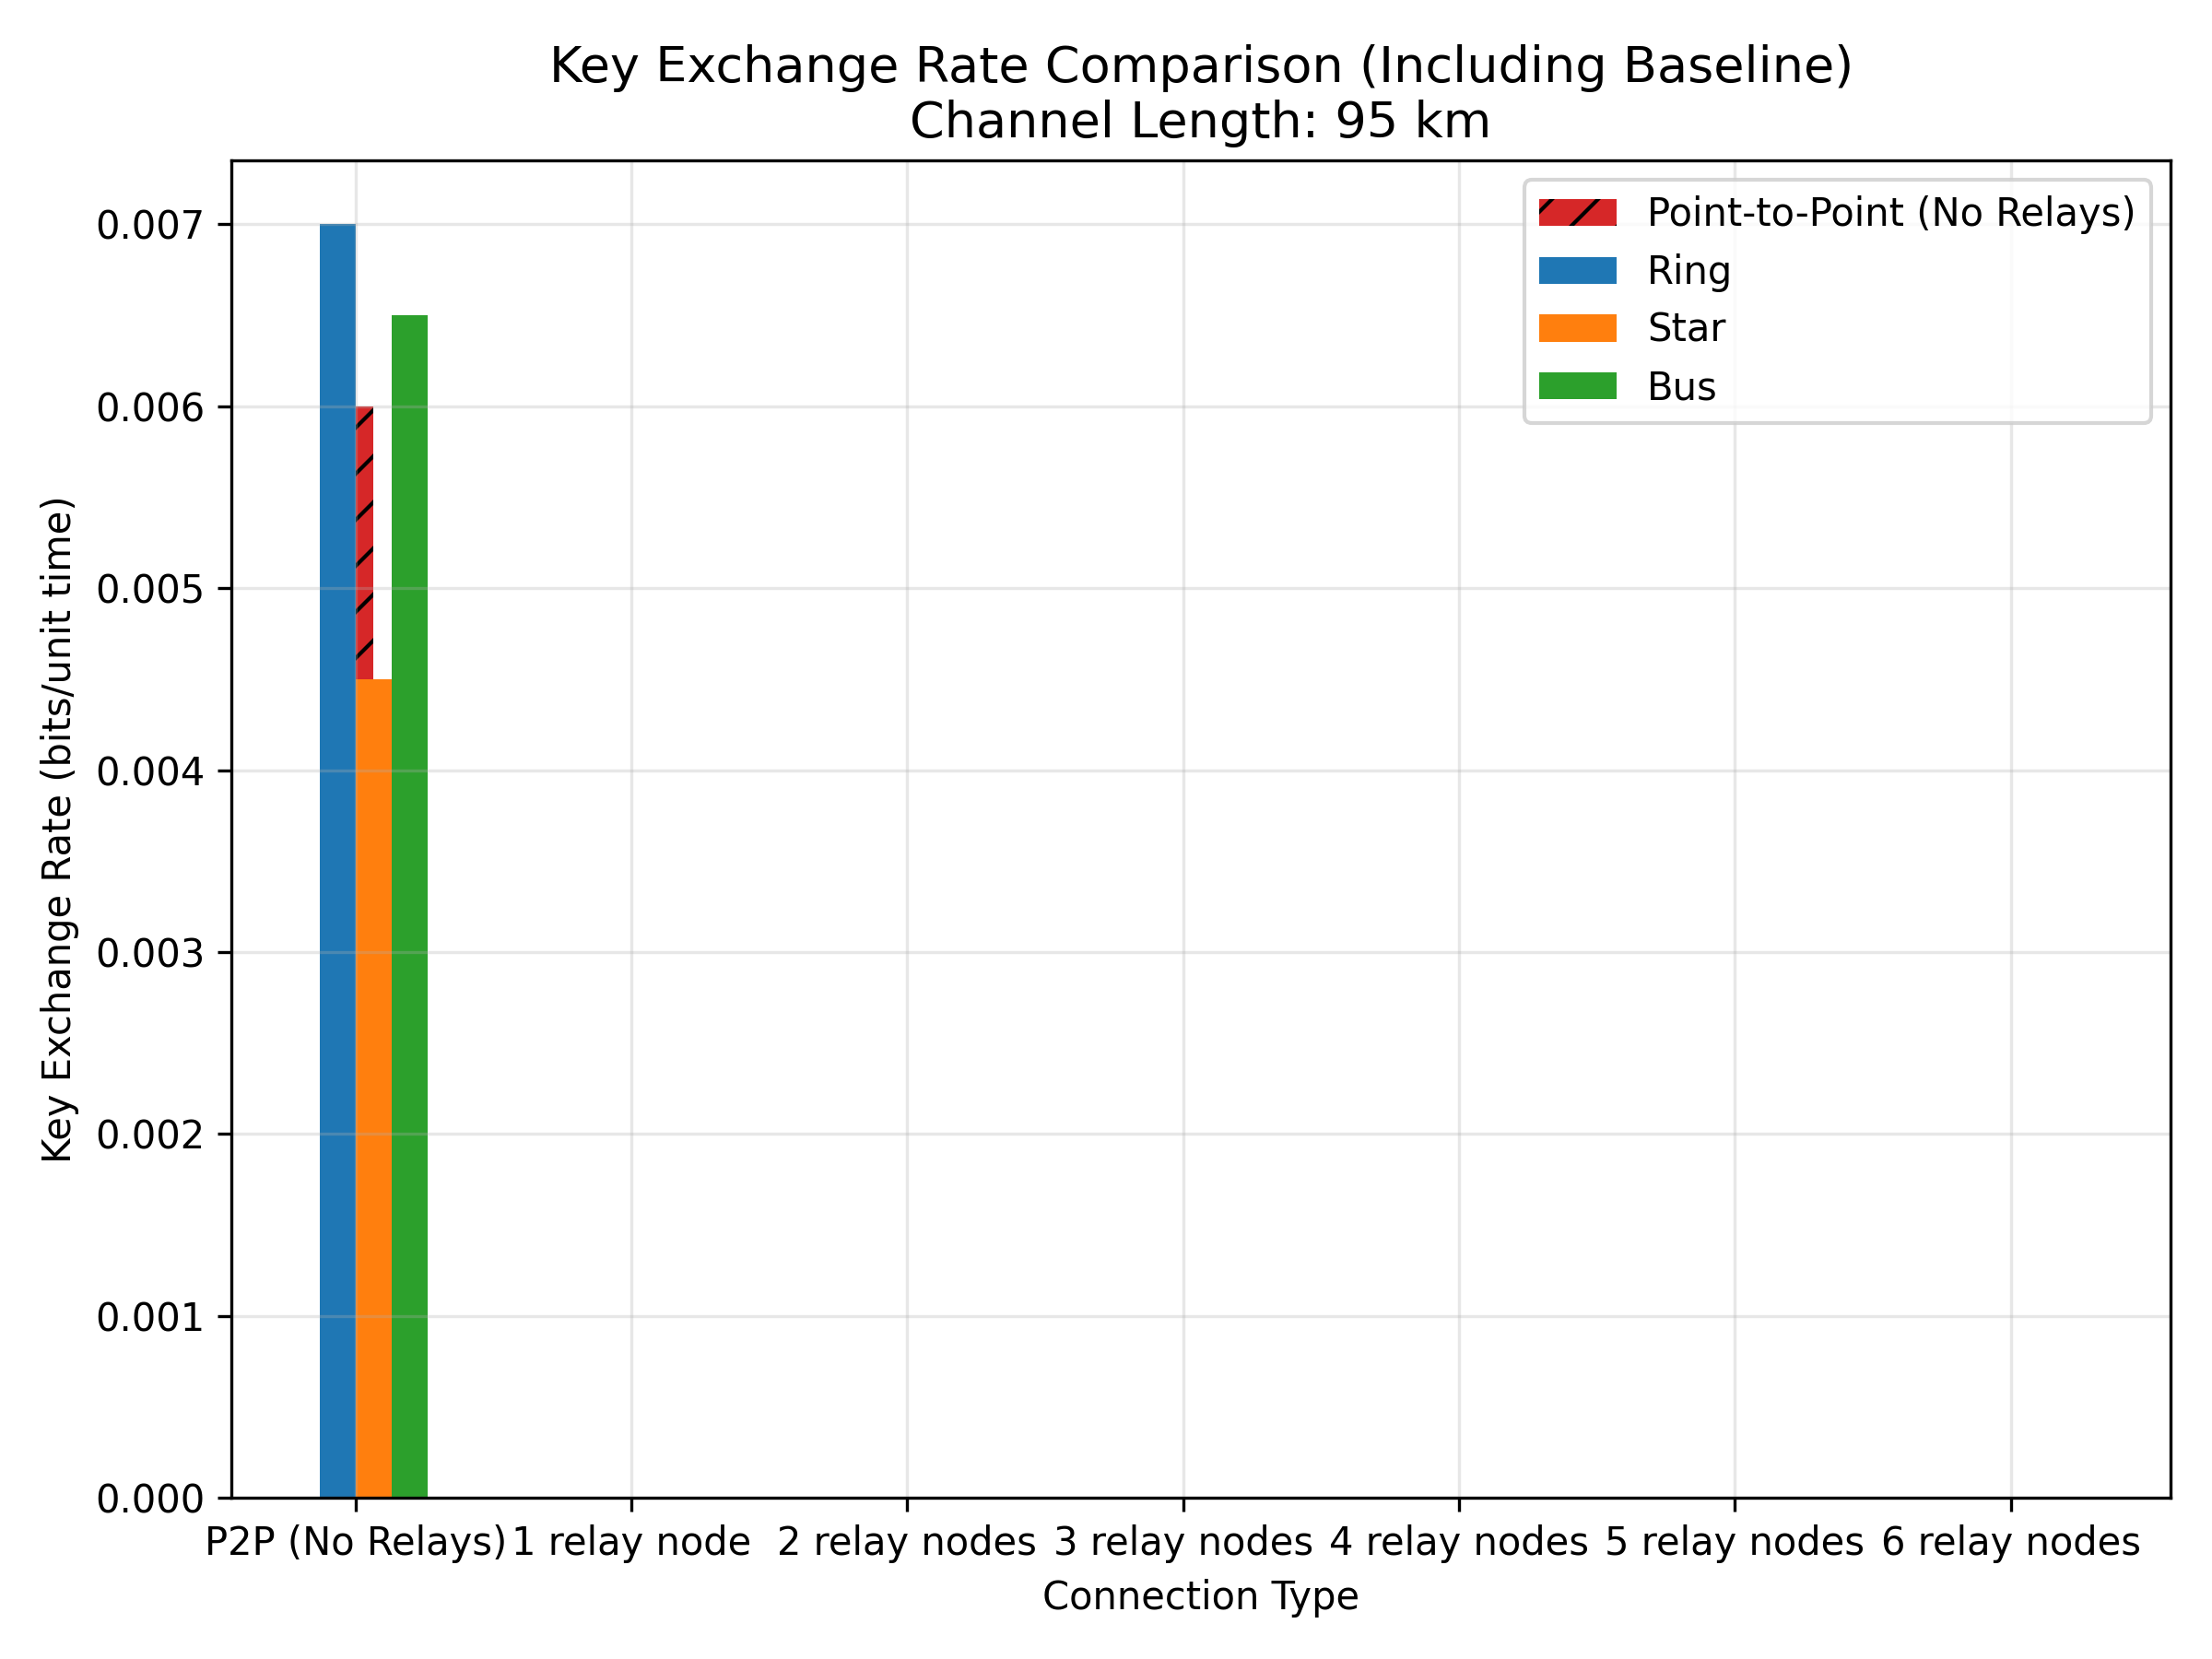 Key Exchange Rate Comparison (Including Baseline)
Channel Length: 95 km
Point-to-Point (No Relays)
Ring
Star
Bus
Key Exchange Rate (bits/unit time)
0.007
0.006
0.005
0.004
0.003
0.002
0.001
0.000
P2P (No Relays) 1 relay node 2 relay nodes 3 relay nodes 4 relay nodes 5 relay nodes 6 relay nodes
Connection Type